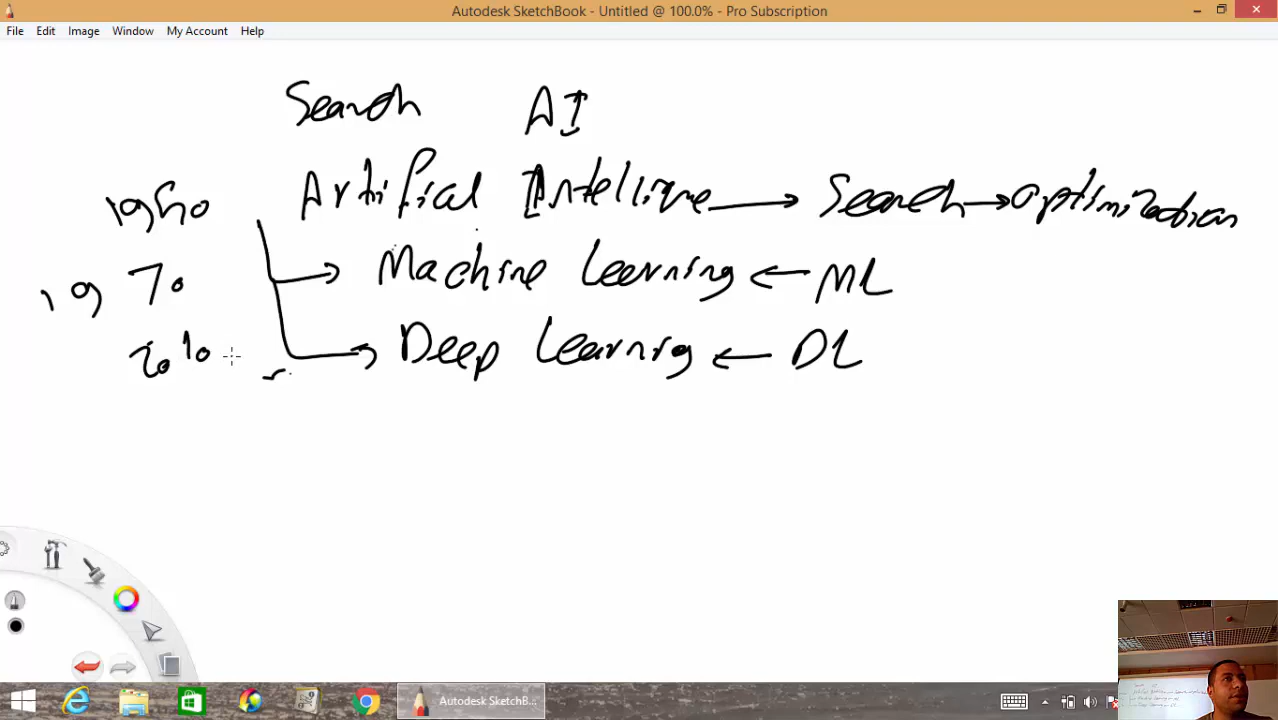 Autodesk SketchBook - Untitled @ 100.0% - Pro Subscription
File Edit Image Window My Account Help
Search AI
1950 Artificial Intelligence → Search → Optimization
1970 Machine Learning ← ML
2010 Deep Learning ← DL
Autodesk SketchB...